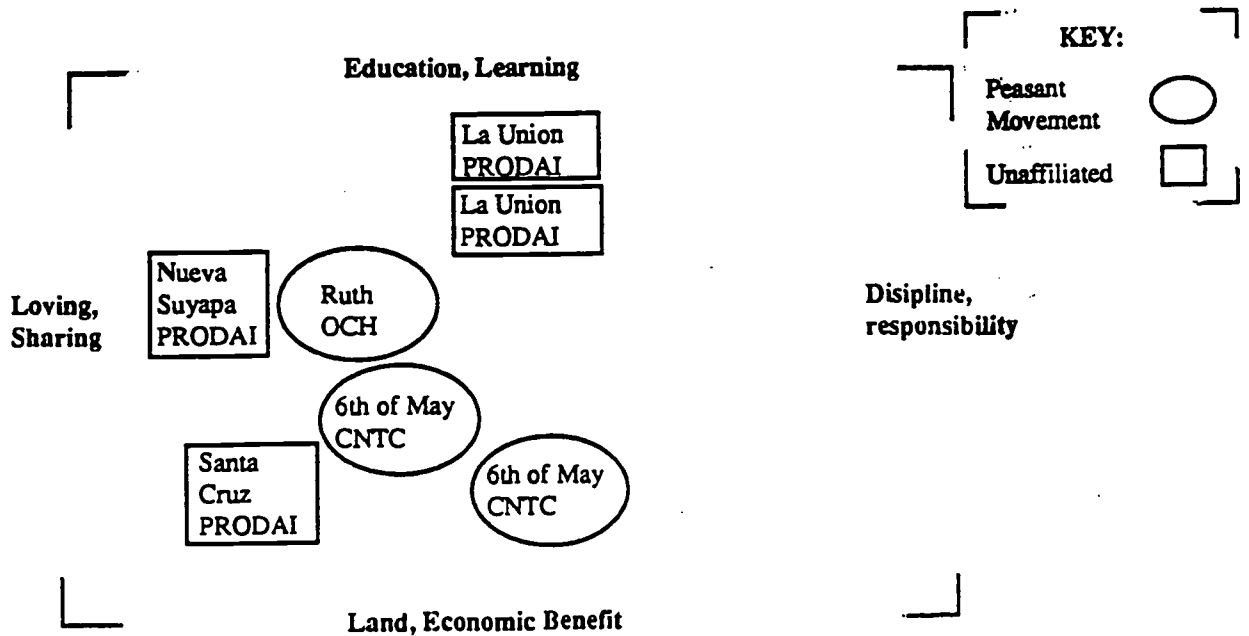 KEY:
Peasant
Movement
Unaffiliated
Education, Learning
La Union
PRODAI
La Union
PRODAI
Loving,
Sharing
Nueva
Suyapa
PRODAI
Ruth
OCH
Disipline,
responsibility
6th of May
CNTC
Santa
Cruz
PRODAI
6th of May
CNTC
Land, Economic Benefit